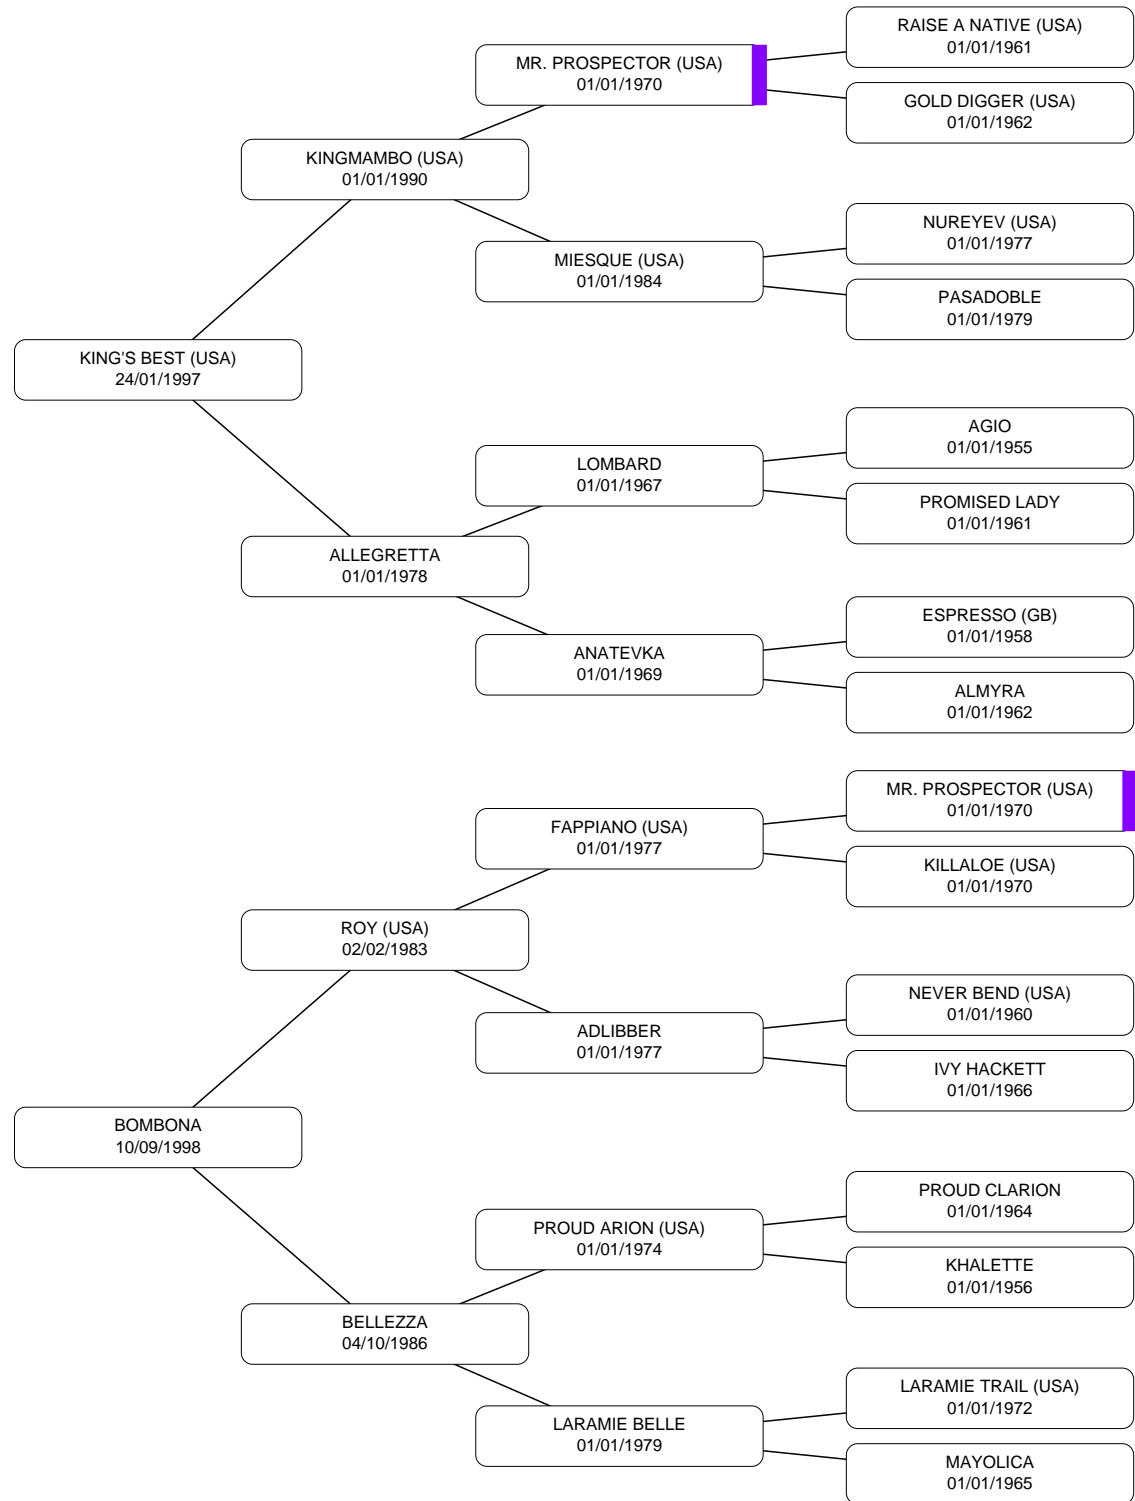 RAISE A NATIVE (USA)
01/01/1961
MR. PROSPECTOR (USA)
01/01/1970
GOLD DIGGER (USA)
01/01/1962
KINGMAMBO (USA)
01/01/1990
NUREYEV (USA)
01/01/1977
MIESQUE (USA)
01/01/1984
PASADOBLE
01/01/1979
KING'S BEST (USA)
24/01/1997
AGIO
01/01/1955
LOMBARD
01/01/1967
PROMISED LADY
01/01/1961
ALLEGRETTA
01/01/1978
ESPRESSO (GB)
01/01/1958
ANATEVKA
01/01/1969
ALMYRA
01/01/1962
MR. PROSPECTOR (USA)
01/01/1970
FAPPIANO (USA)
01/01/1977
KILLALOE (USA)
01/01/1970
ROY (USA)
02/02/1983
NEVER BEND (USA)
01/01/1960
ADLIBBER
01/01/1977
IVY HACKETT
01/01/1966
BOMBONA
10/09/1998
PROUD CLARION
01/01/1964
PROUD ARION (USA)
01/01/1974
KHALETTE
01/01/1956
BELLEZZA
04/10/1986
LARAMIE TRAIL (USA)
01/01/1972
LARAMIE BELLE
01/01/1979
MAYOLICA
01/01/1965